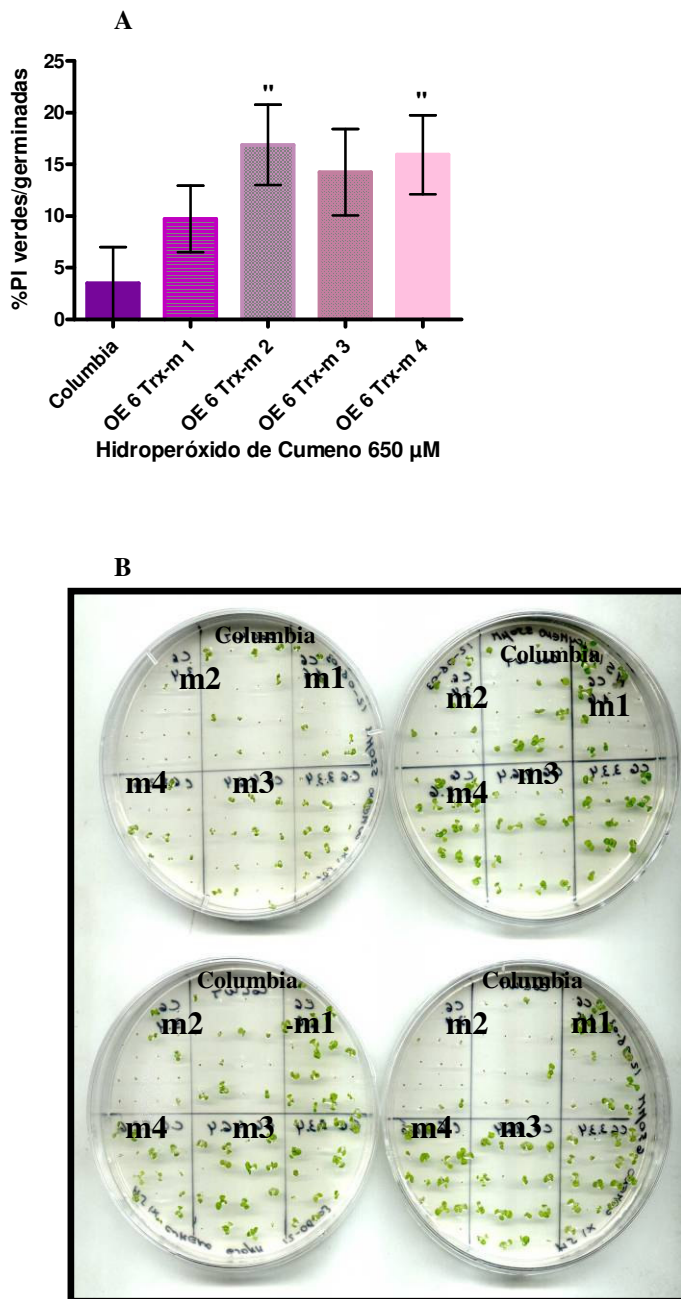 A
%PI verdes/germinadas
25
20
15
10
5
0
"
"
Columbia
OE 6 Trx-m 1
OE 6 Trx-m 2
OE 6 Trx-m 3
OE 6 Trx-m 4
Hidroperóxido de Cumeno 650 µM
B
Columbia
m2
m1
m4
m3
Columbia
m2
m1
m4
m3
Columbia
m2
-m1
m4
m3
Columbia
m2
m1
m4
m3